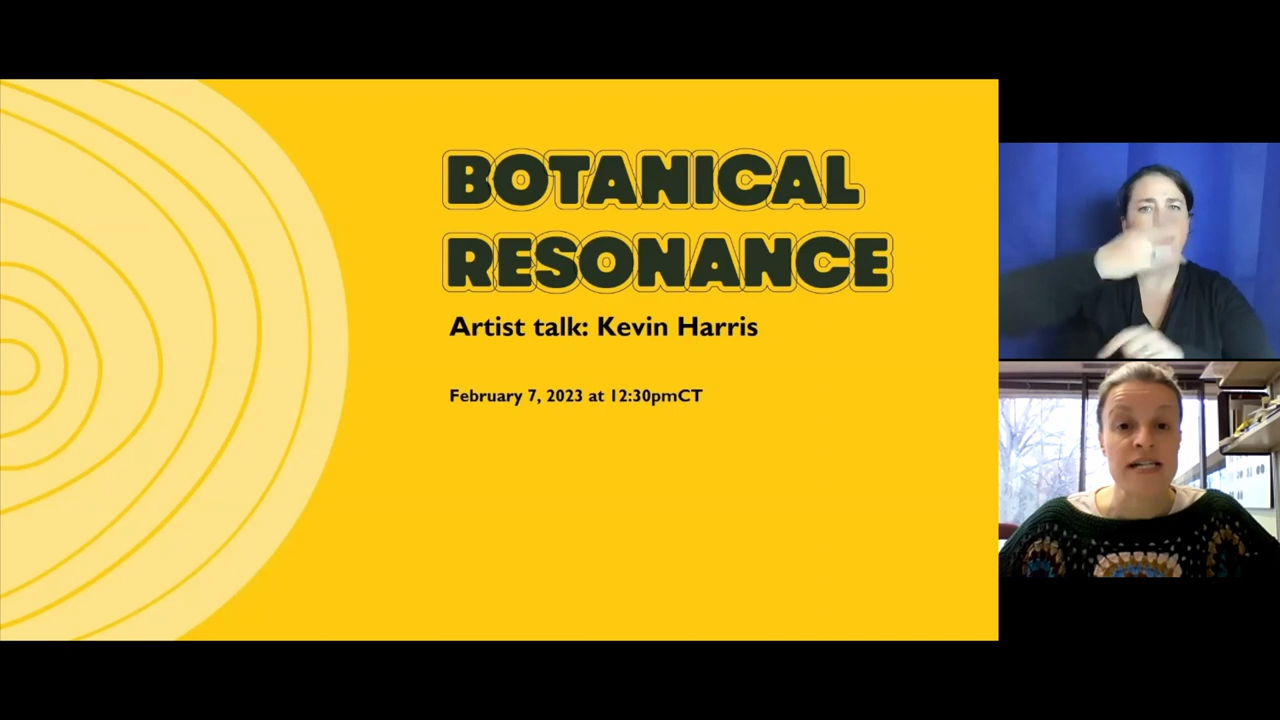 BOTANICAL
RESONANCE
Artist talk: Kevin Harris
February 7, 2023 at 12:30pmCT